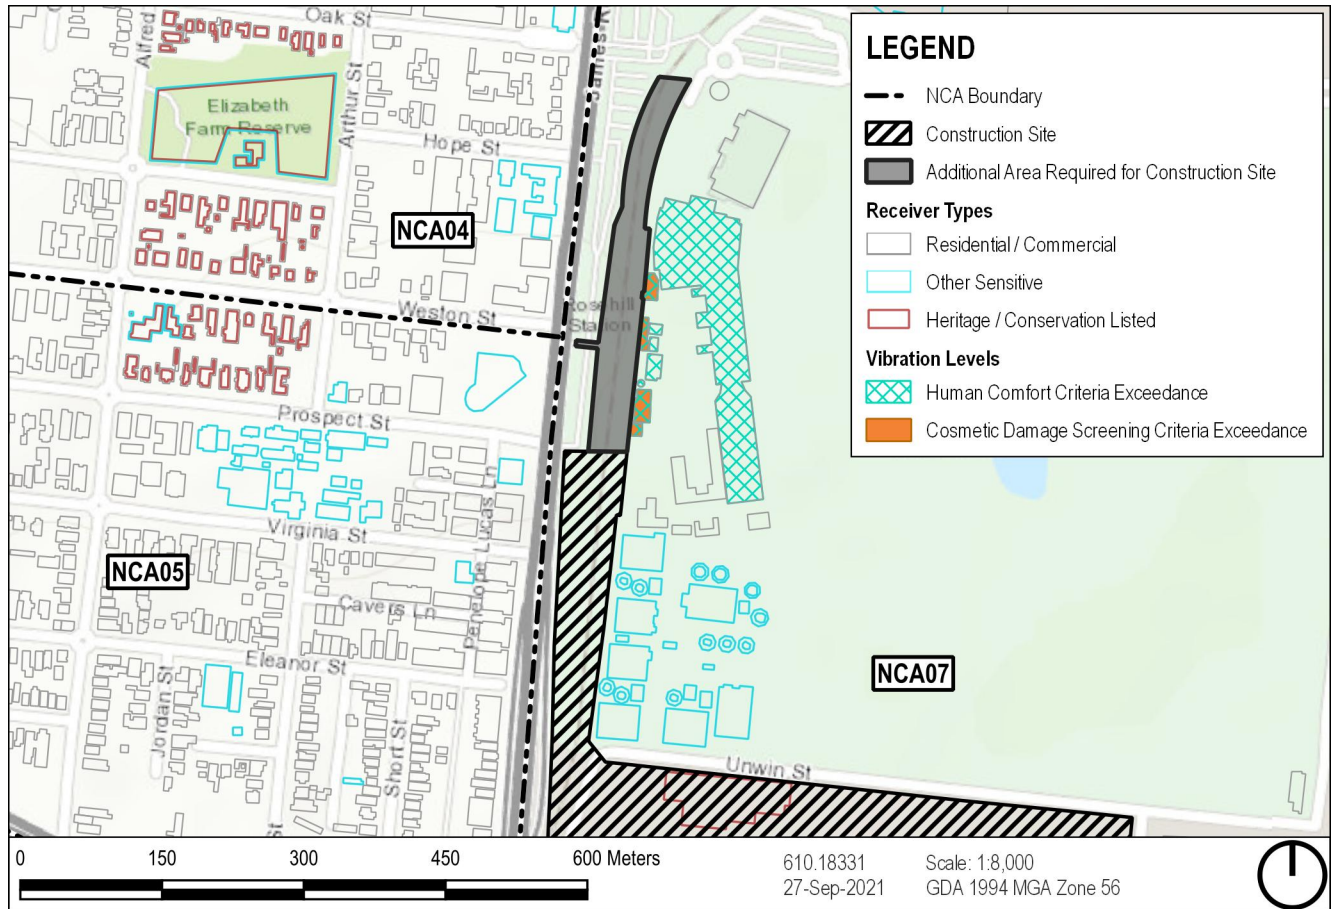 Oak St
Alfred
James R
LEGEND
NCA Boundary
Construction Site
Additional Area Required for Construction Site
Receiver Types
Residential / Commercial
Other Sensitive
Heritage / Conservation Listed
Vibration Levels
Human Comfort Criteria Exceedance
Cosmetic Damage Screening Criteria Exceedance
Elizabeth
Farm Reserve
Arthur St
Hope St
NCA04
Weston St
Rosehill
Station
Prospect St
Penelope Lucas Ln
Virginia St
NCA05
Cavers Ln
Eleanor St
Jordan St
Short St
St
NCA07
Unwin St
0 150 300 450 600 Meters
610.18331 Scale: 1:8,000
27-Sep-2021 GDA 1994 MGA Zone 56